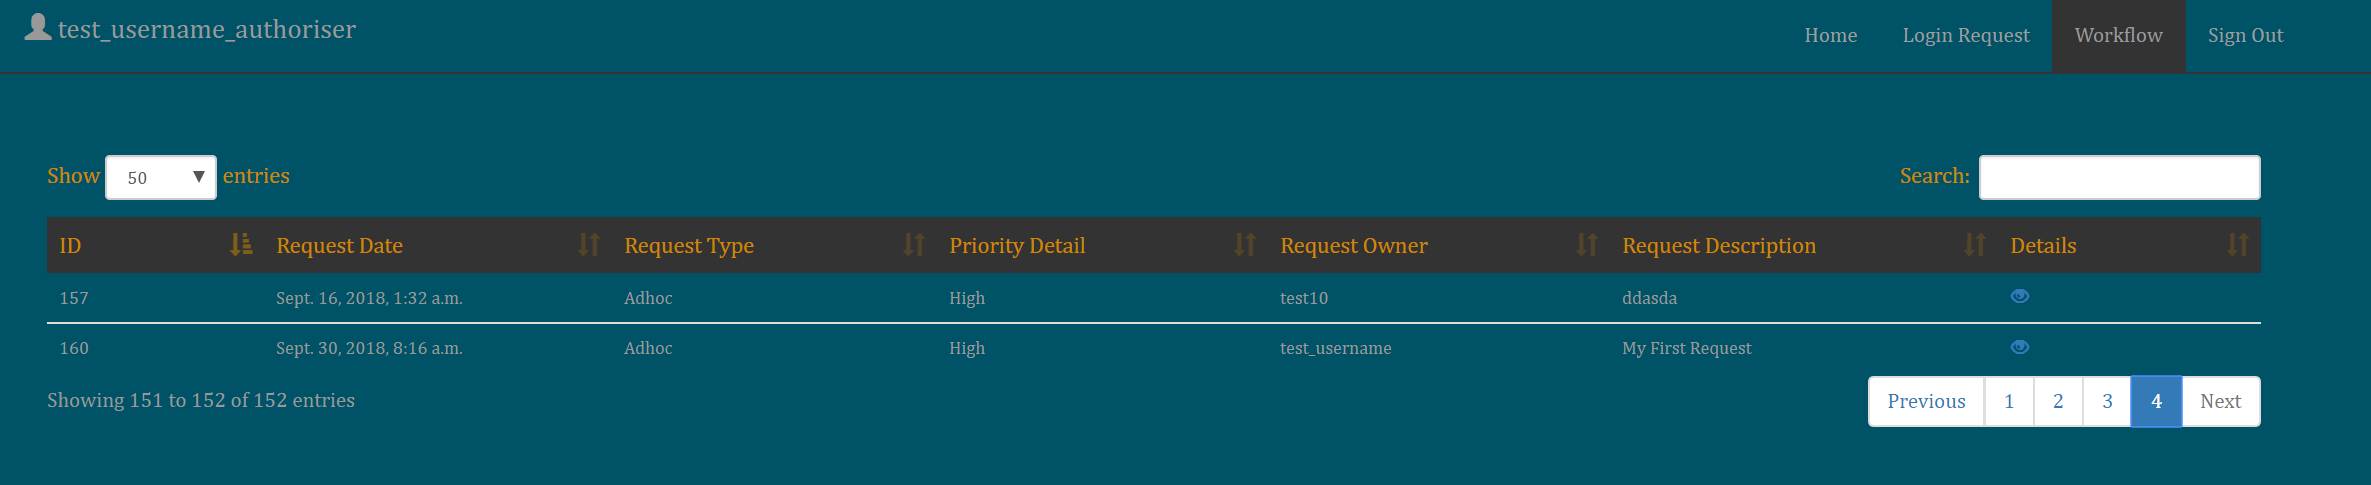 test_username_authoriser Home Login Request Workflow Sign Out
Show 50 entries Search:
ID Request Date Request Type Priority Detail Request Owner Request Description Details
157 Sept. 16, 2018, 1:32 a.m. Adhoc High test10 ddasda
160 Sept. 30, 2018, 8:16 a.m. Adhoc High test_username My First Request
Showing 151 to 152 of 152 entries Previous 1 2 3 4 Next